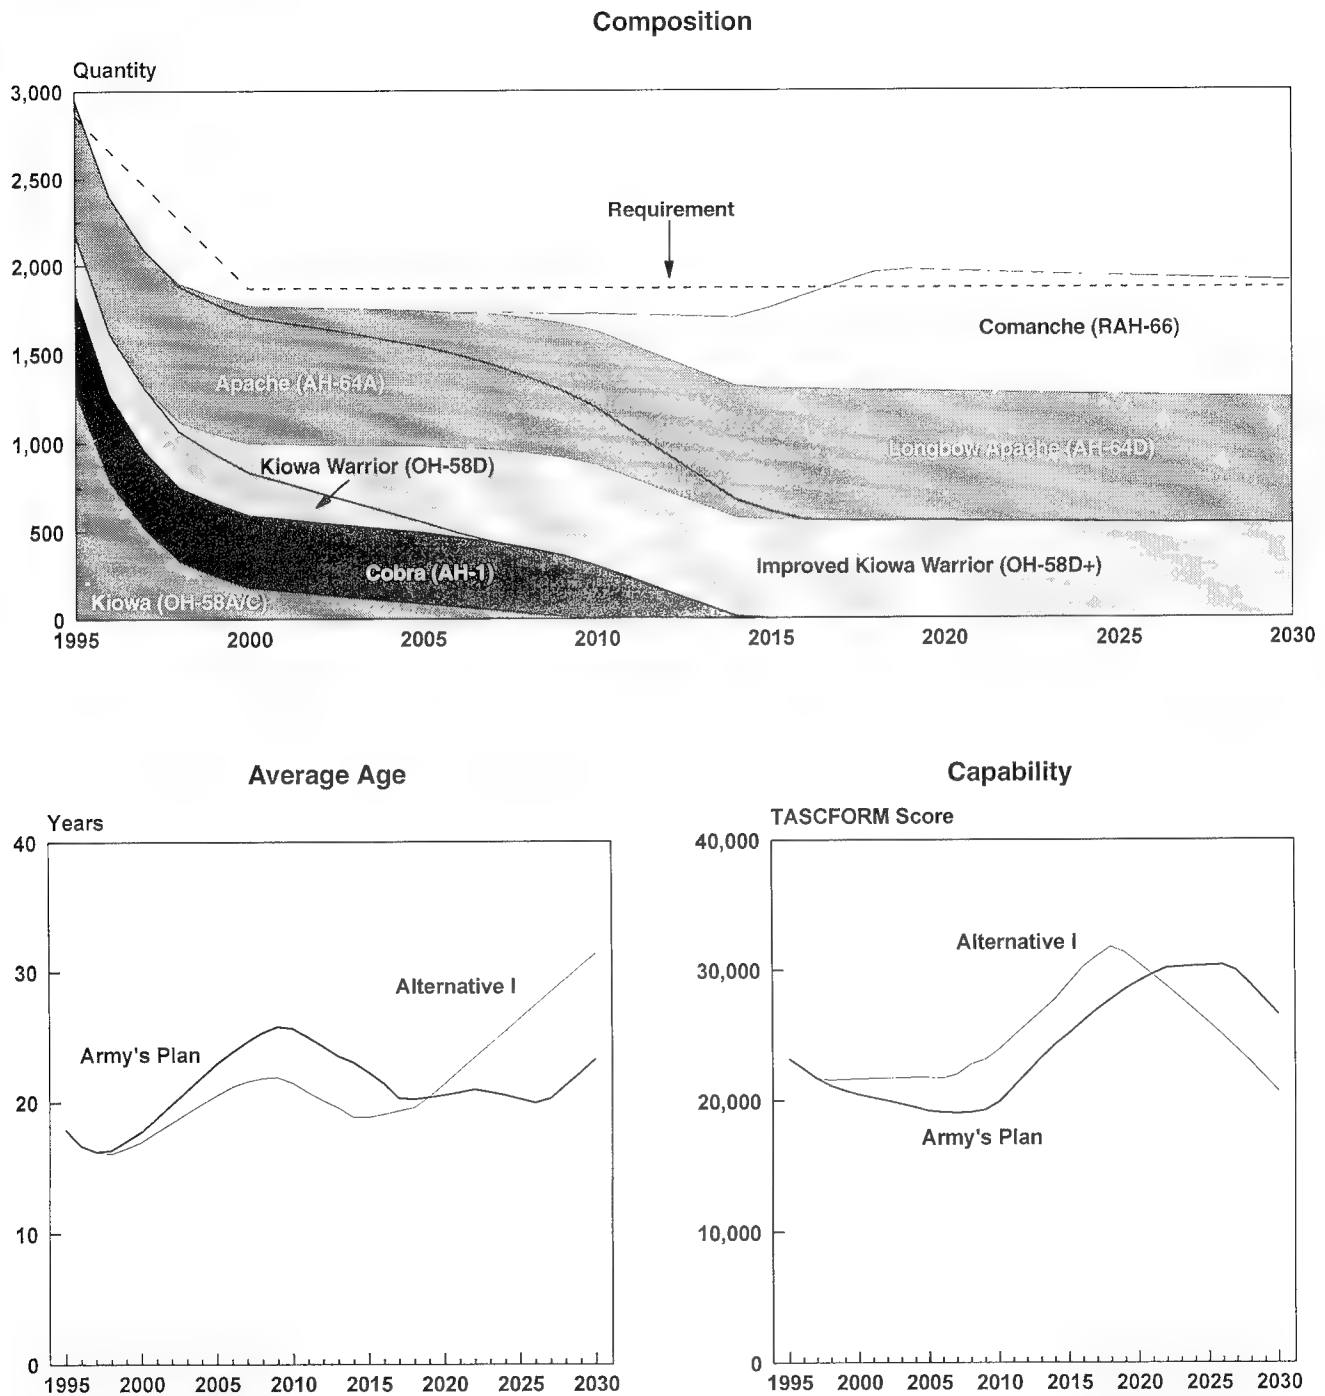 Composition
Quantity
3,000
2,500
2,000
1,500
1,000
500
0
Requirement
Comanche (RAH-66)
Apache (AH-64A)
Longbow Apache (AH-64D)
Kiowa Warrior (OH-58D)
Improved Kiowa Warrior (OH-58D+)
Cobra (AH-1)
Kiowa (OH-58A/C)
1995 2000 2005 2010 2015 2020 2025 2030
Average Age
Years
40
30
20
10
0
Alternative I
Army's Plan
1995 2000 2005 2010 2015 2020 2025 2030
Capability
TASCFORM Score
40,000
30,000
20,000
10,000
0
Alternative I
Army's Plan
1995 2000 2005 2010 2015 2020 2025 2030